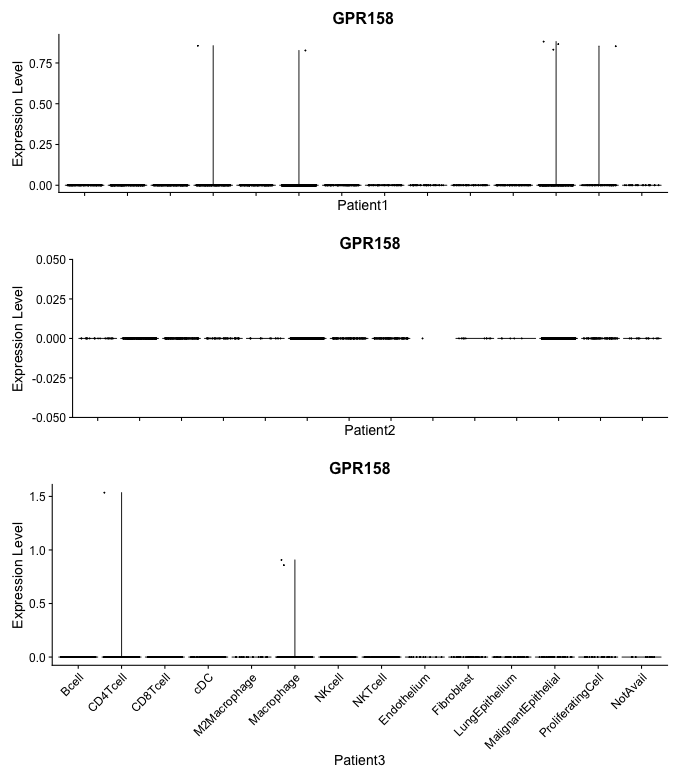 GPR158
Expression Level
0.75
0.50
0.25
0.00
Patient1
GPR158
Expression Level
0.050
0.025
0.000
-0.025
-0.050
Patient2
GPR158
Expression Level
1.5
1.0
0.5
0.0
Bcell
CD4Tcell
CD8Tcell
cDC
M2Macrophage
Macrophage
NKcell
NKTcell
Endothelium
Fibroblast
LungEpithelium
MalignantEpithelial
ProliferatingCell
NotAvail
Patient3